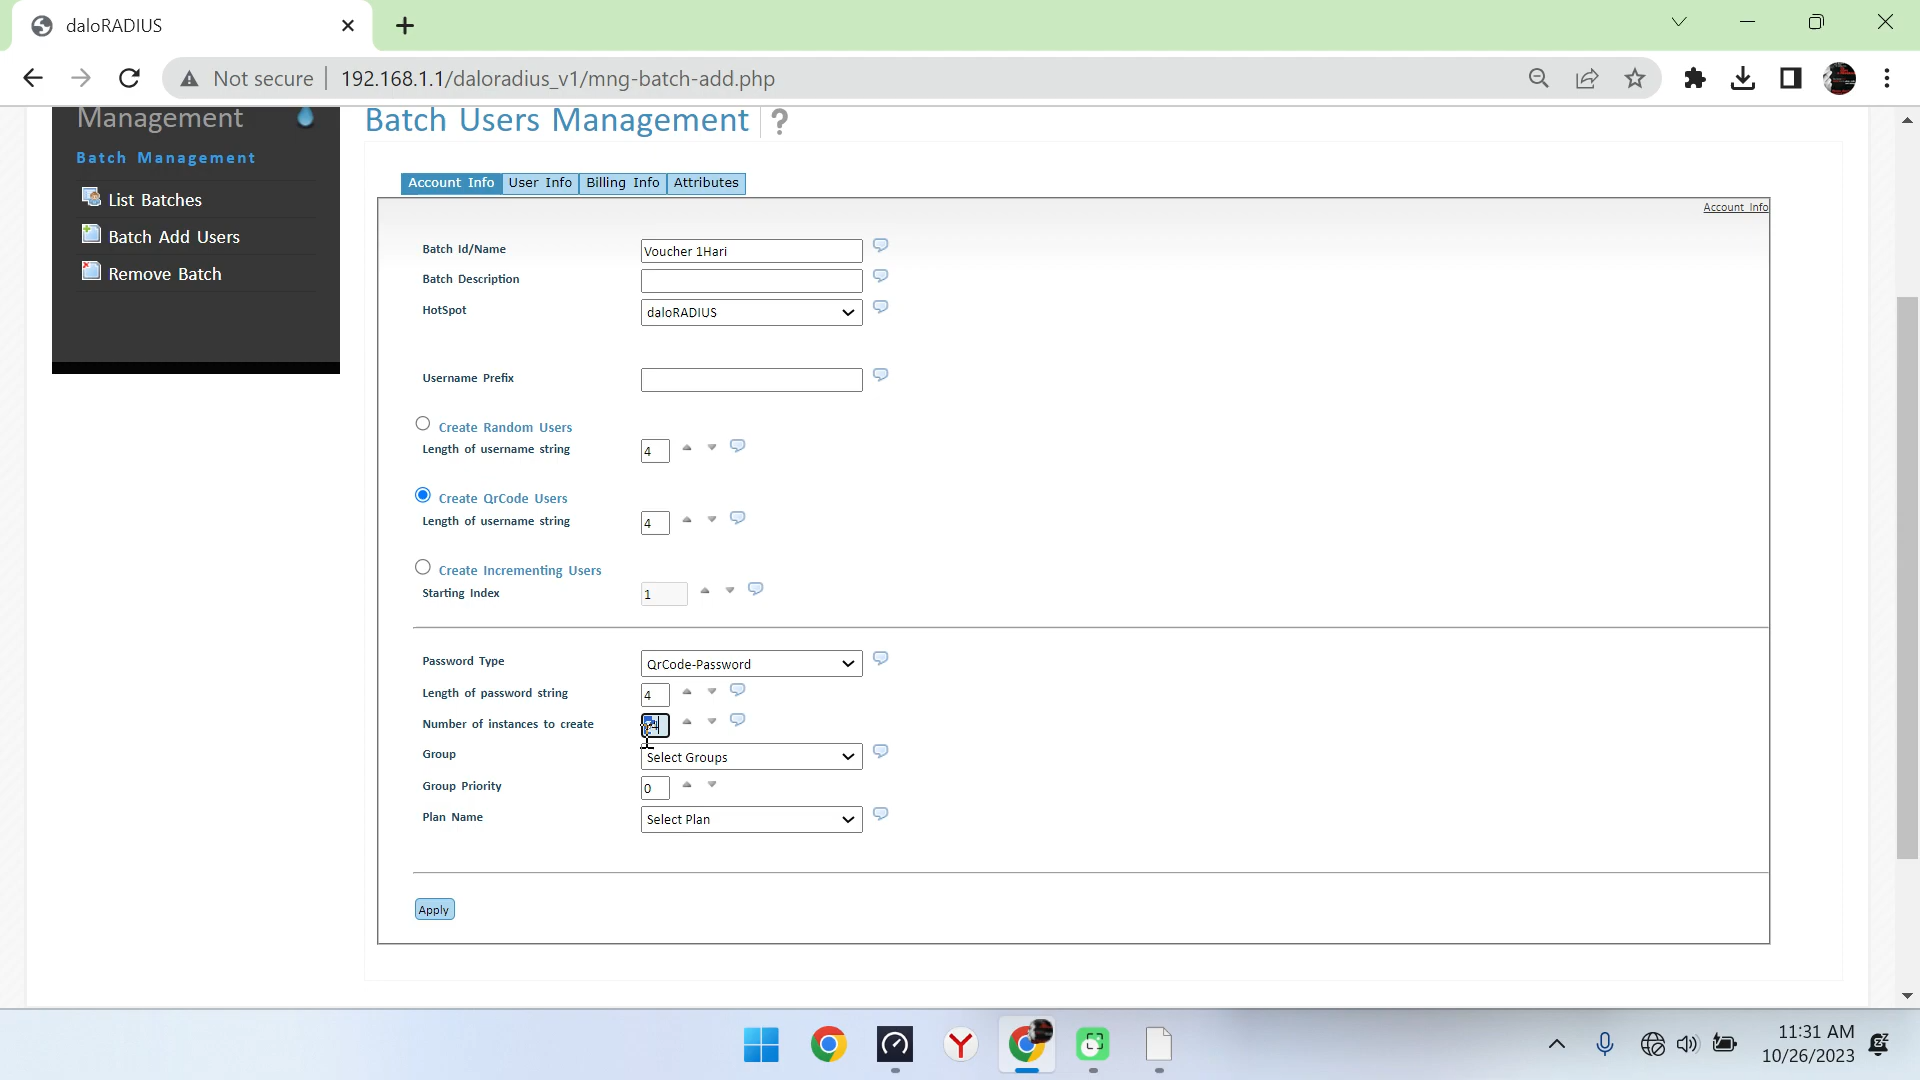 daloRADIUS
Not secure
192.168.1.1/daloradius_v1/mng-batch-add.php
Management
Batch Management
List Batches
Batch Add Users
Remove Batch
Batch Users Management ?
Account Info User Info Billing Info Attributes
Account Info
Batch Id/Name Voucher 1Hari
Batch Description
HotSpot daloRADIUS
Username Prefix
Create Random Users
Length of username string 4
Create QrCode Users
Length of username string 4
Create Incrementing Users
Starting Index 1
Password Type QrCode-Password
Length of password string 4
Number of instances to create
Group Select Groups
Group Priority 0
Plan Name Select Plan
Apply
11:31 AM
10/26/2023